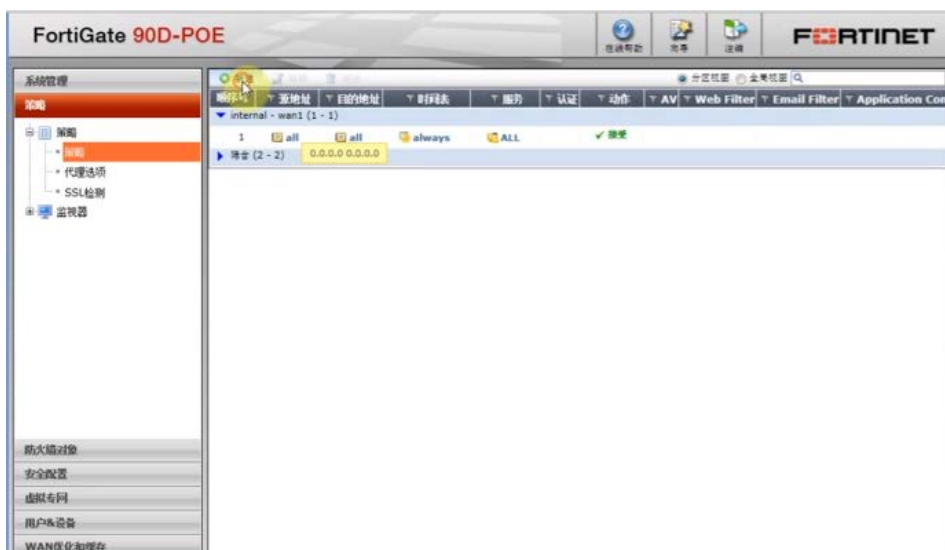 FortiGate 90D-POE
在线帮助
向导
注销
FORTINET
系统管理
策略
策略
策略
代理选项
SSL检测
监视器
防火墙对象
安全配置
虚拟专网
用户&设备
WAN优化和缓存
分区视图 全局视图
源地址 目的地址 时间表 服务 认证 动作 AV Web Filter Email Filter Application Con
internal - wan1 (1 - 1)
1 all all always ALL 接受
隐含 (2 - 2)
0.0.0.0 0.0.0.0